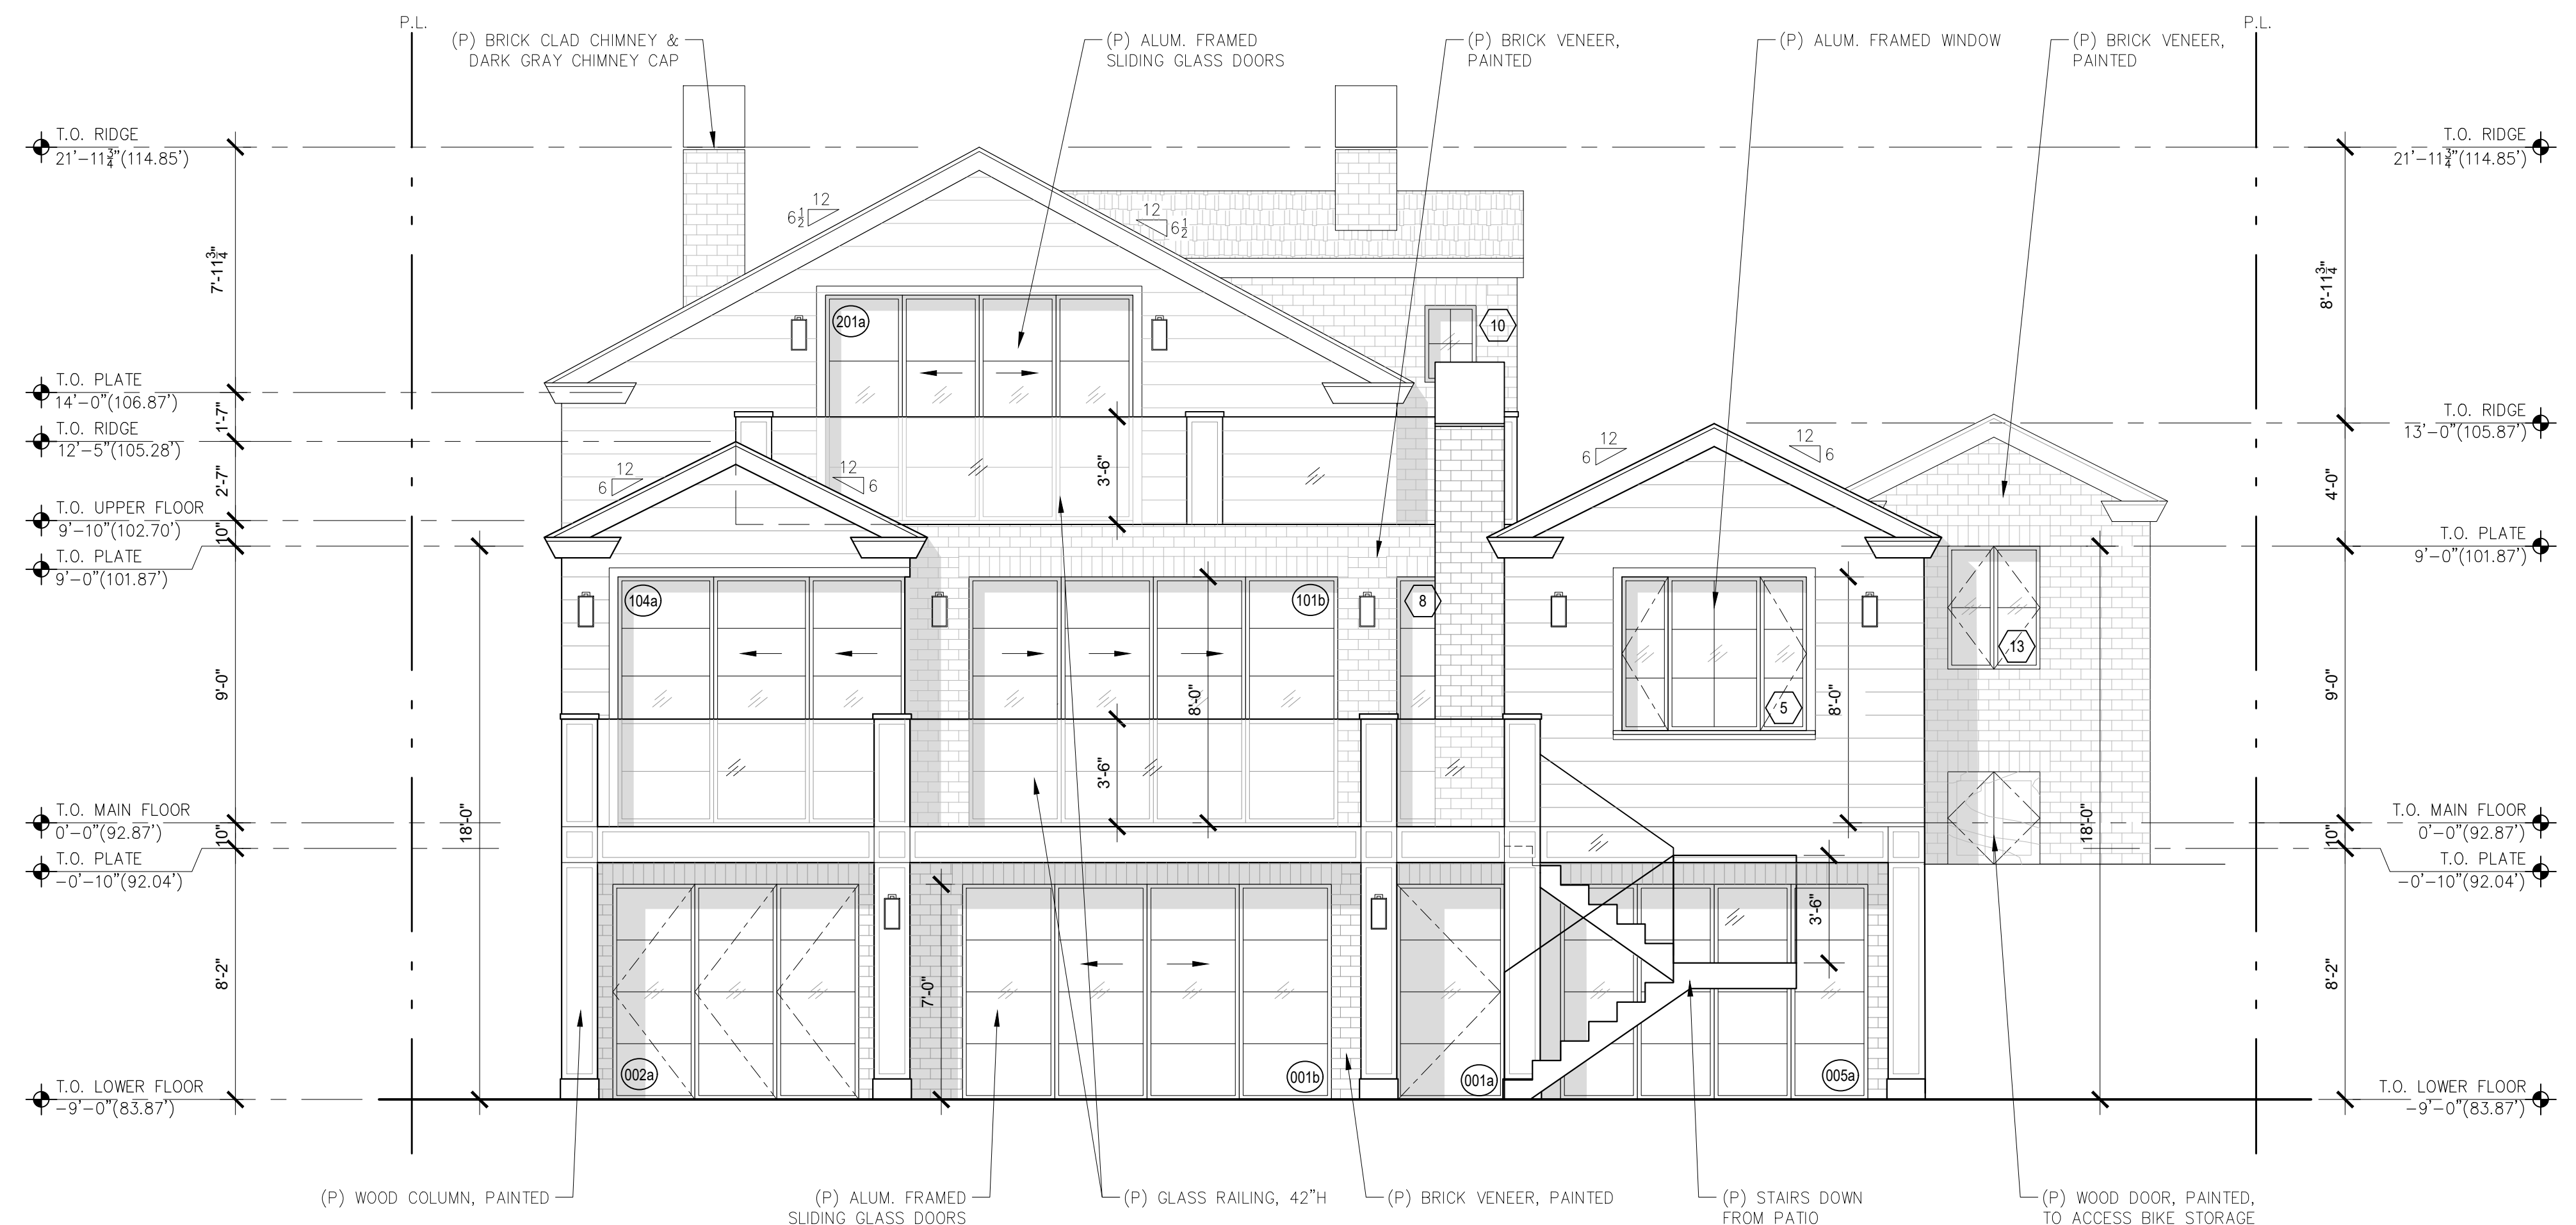 P.L.
P.L.
(P) BRICK CLAD CHIMNEY &
DARK GRAY CHIMNEY CAP
(P) ALUM. FRAMED
SLIDING GLASS DOORS
(P) BRICK VENEER,
PAINTED
(P) ALUM. FRAMED WINDOW
(P) BRICK VENEER,
PAINTED
T.O. RIDGE
21'-11¾"(114.85')
7'-11¾"
T.O. PLATE
14'-0"(106.87')
1'-7"
T.O. RIDGE
12'-5"(105.28')
2'-7"
T.O. UPPER FLOOR
9'-10"(102.70')
10"
T.O. PLATE
9'-0"(101.87')
9'-0"
T.O. MAIN FLOOR
0'-0"(92.87')
10"
T.O. PLATE
-0'-10"(92.04')
8'-2"
T.O. LOWER FLOOR
-9'-0"(83.87')
18'-0"
12
6½
12
6½
201a
10
3'-6"
12
6
12
6
12
6
12
6
104a
101b
8
8'-0"
3'-6"
5
8'-0"
13
18'-0"
7'-0"
3'-6"
002a
001b
001a
005a
T.O. RIDGE
21'-11¾"(114.85')
8'-11¾"
T.O. RIDGE
13'-0"(105.87')
4'-0"
T.O. PLATE
9'-0"(101.87')
9'-0"
T.O. MAIN FLOOR
0'-0"(92.87')
10"
T.O. PLATE
-0'-10"(92.04')
8'-2"
T.O. LOWER FLOOR
-9'-0"(83.87')
(P) WOOD COLUMN, PAINTED
(P) ALUM. FRAMED
SLIDING GLASS DOORS
(P) GLASS RAILING, 42"H
(P) BRICK VENEER, PAINTED
(P) STAIRS DOWN
FROM PATIO
(P) WOOD DOOR, PAINTED,
TO ACCESS BIKE STORAGE